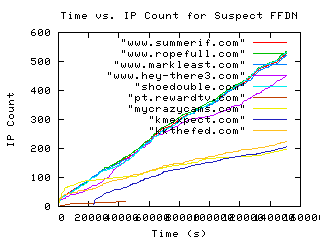 Time vs. IP Count for Suspect FFDN
600
500
400
300
200
100
0
IP Count
"www.summerif.com"
"www.ropefull.com"
"www.markleast.com"
"www.hey-there3.com"
"shoedouble.com"
"pt.rewardtv.com"
"mycrazycams.com"
"kmexpect.com"
"kkthefed.com"
0
Time (s)